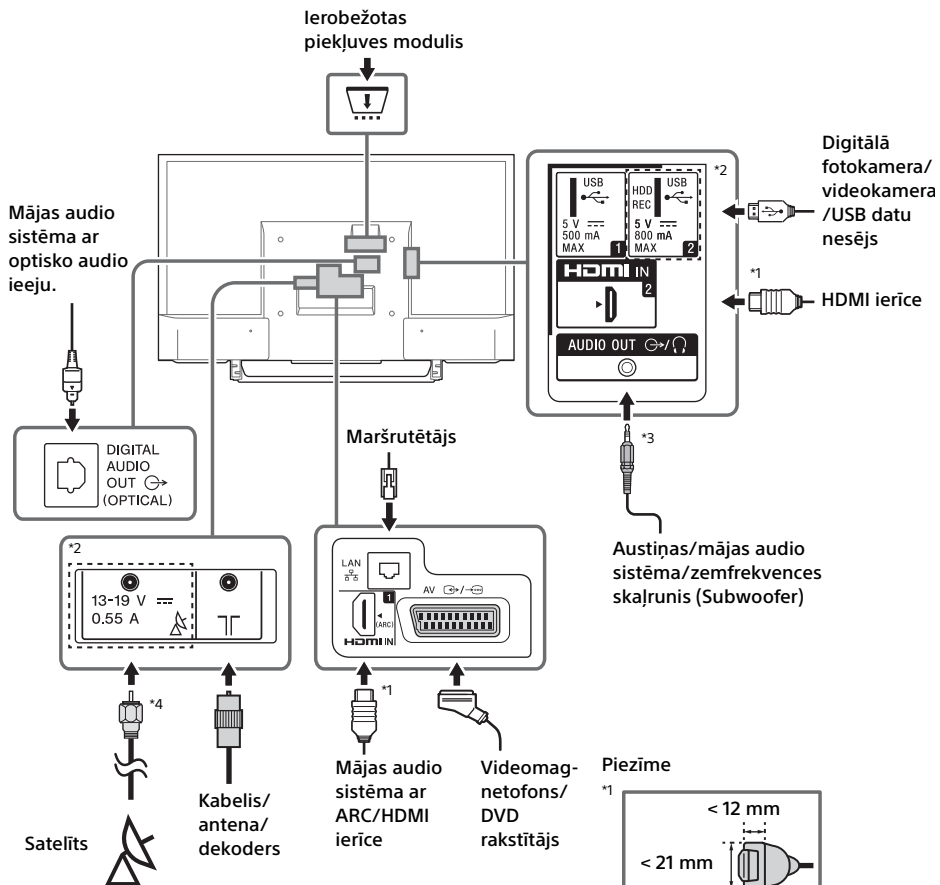 Ierobežotas
piekļuves modulis
Digitālā
fotokamera/
videokamera
/USB datu
nesējs
*2
USB
5 V
500 mA
MAX
1
HDD
REC
USB
5 V
800 mA
MAX
2
HDMI IN
2
*1
HDMI ierīce
AUDIO OUT
*3
Austiņas/mājas audio
sistēma/zemfrekvences
skaļrunis (Subwoofer)
Mājas audio
sistēma ar
optisko audio
ieeju.
DIGITAL
AUDIO
OUT
(OPTICAL)
Maršrutētājs
*2
13-19 V
0.55 A
LAN
1
(ARC)
HDMI IN
AV
*4
*1
Satelīts
Kabelis/
antena/
dekoders
Mājas audio
sistēma ar
ARC/HDMI
ierīce
Videomag-
netofons/
DVD
rakstītājs
Piezīme
*1
< 12 mm
< 21 mm